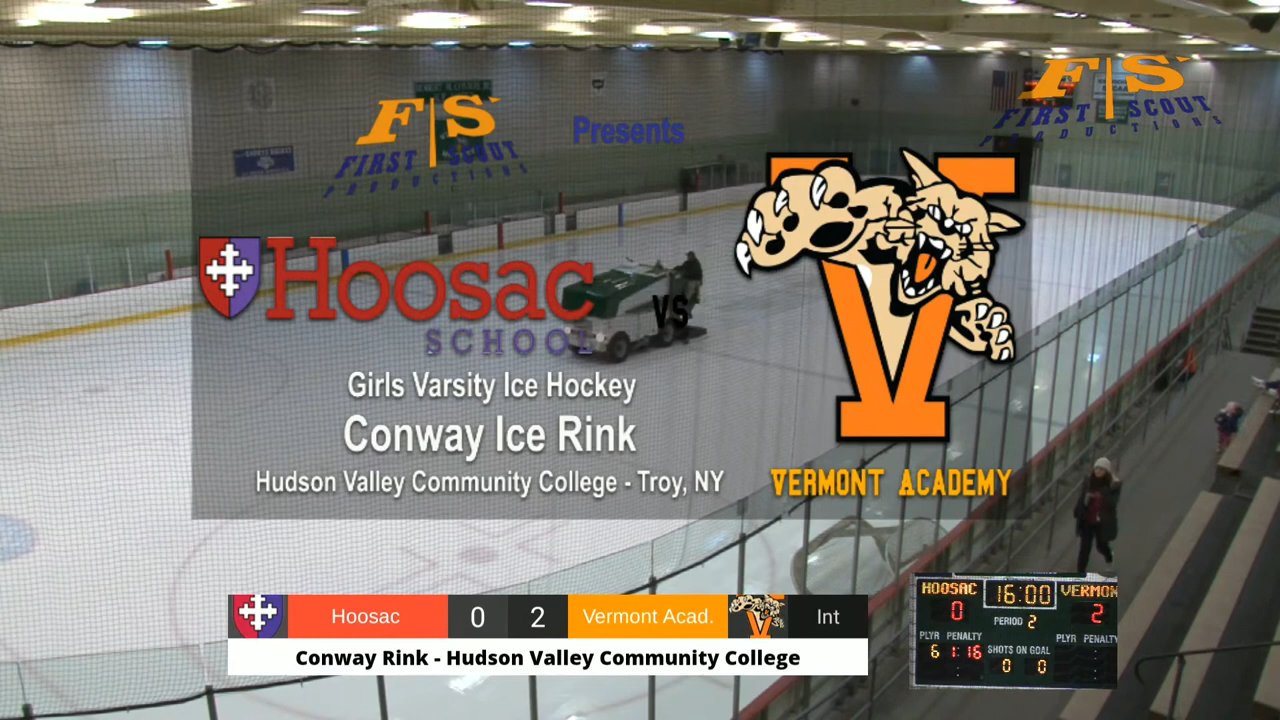 F|S
FIRST SCOUT
PRODUCTIONS
Presents
F|S
FIRST SCOUT
PRODUCTIONS
HOOSAC
SCHOOL
VS
V
Girls Varsity Ice Hockey
Conway Ice Rink
Hudson Valley Community College - Troy, NY
VERMONT ACADEMY
Hoosac
0
2
Vermont Acad.
V
Int
Conway Rink - Hudson Valley Community College
HOOSAC 16:00 VERMON
0 PERIOD 2 2
PLYR PENALTY PLYR PENALTY
6 1:16 SHOTS ON GOAL
0 0